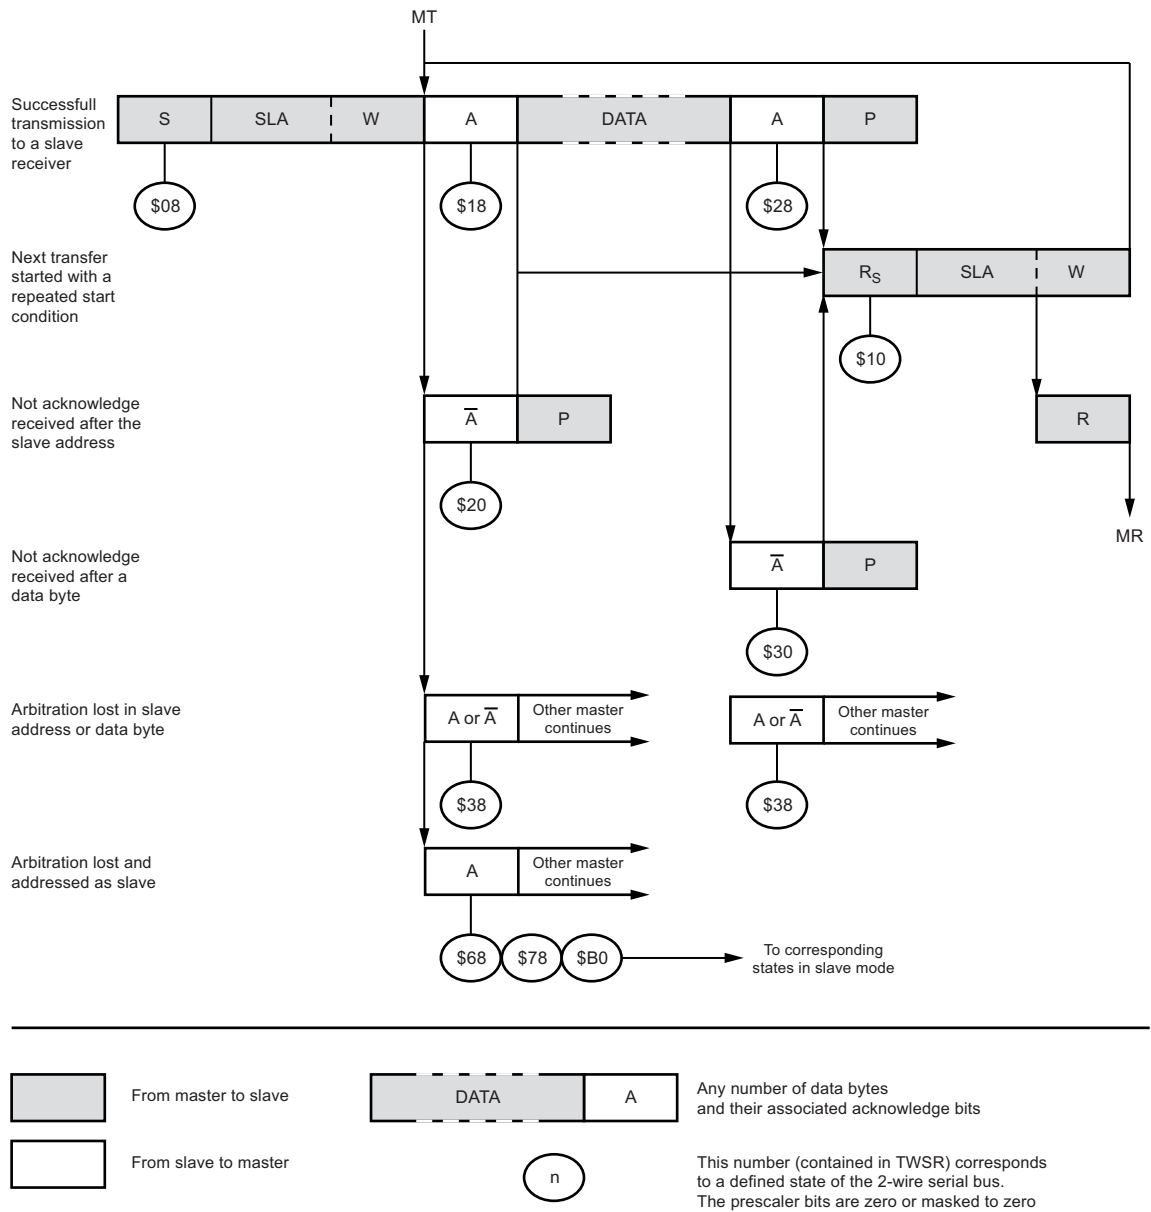 MT
Successfull
transmission
to a slave
receiver
S
SLA
W
A
DATA
A
P
$08
$18
$28
Next transfer
started with a
repeated start
condition
RS
SLA
W
$10
Not acknowledge
received after the
slave address
A̅
P
R
$20
MR
Not acknowledge
received after a
data byte
A̅
P
$30
Arbitration lost in slave
address or data byte
A or A̅
Other master
continues
A or A̅
Other master
continues
$38
$38
Arbitration lost and
addressed as slave
A
Other master
continues
$68
$78
$B0
To corresponding
states in slave mode
From master to slave
DATA
A
Any number of data bytes
and their associated acknowledge bits
From slave to master
n
This number (contained in TWSR) corresponds
to a defined state of the 2-wire serial bus.
The prescaler bits are zero or masked to zero